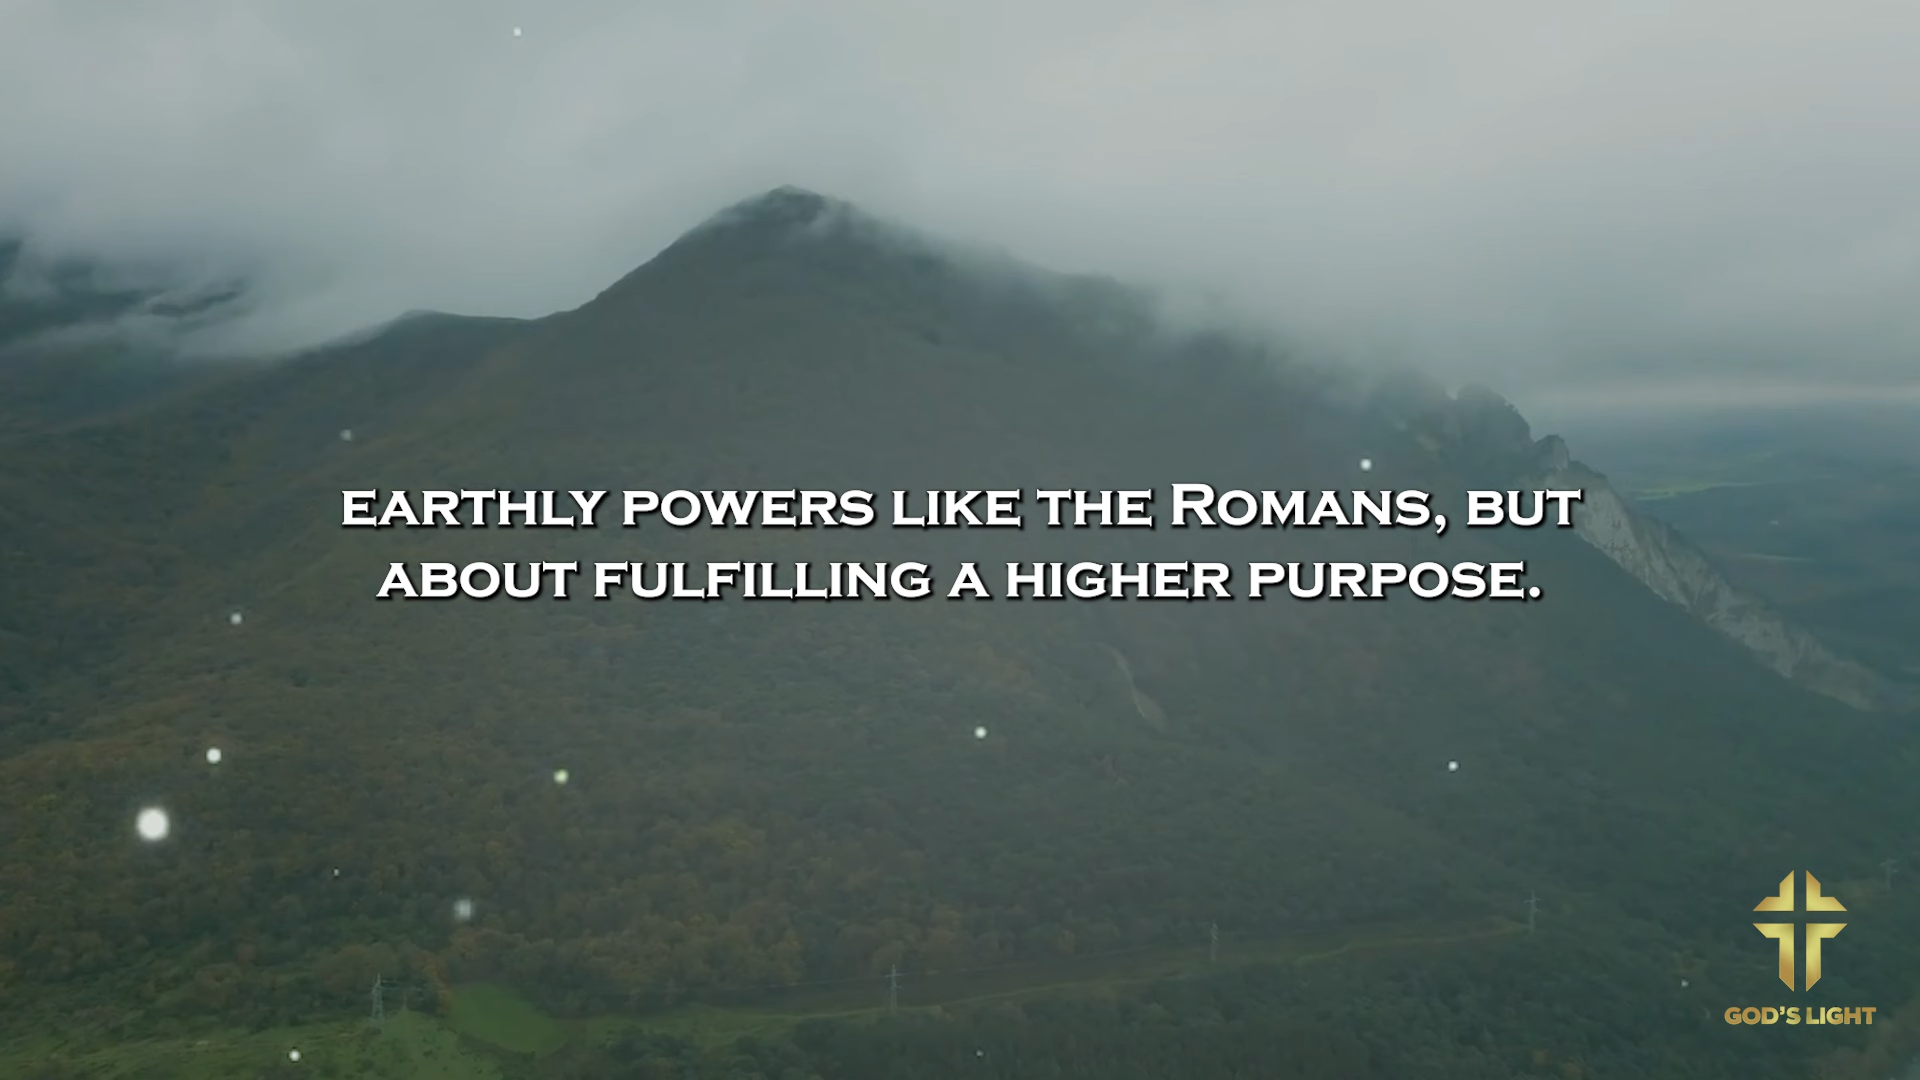 EARTHLY POWERS LIKE THE ROMANS, BUT
ABOUT FULFILLING A HIGHER PURPOSE.
GOD'S LIGHT